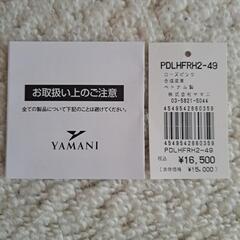 お取扱い上のご注意
全ての製品について下記のことは避けてください。
YAMANI
PDLHFRH2-49
ローズピンク
合成皮革
ベトナム製
株式会社ヤマニ
03-5821-5044
4549542660359
4549542660359
PDLHFRH2-49
税込 ¥16,500
(本体価格 ¥15,000)